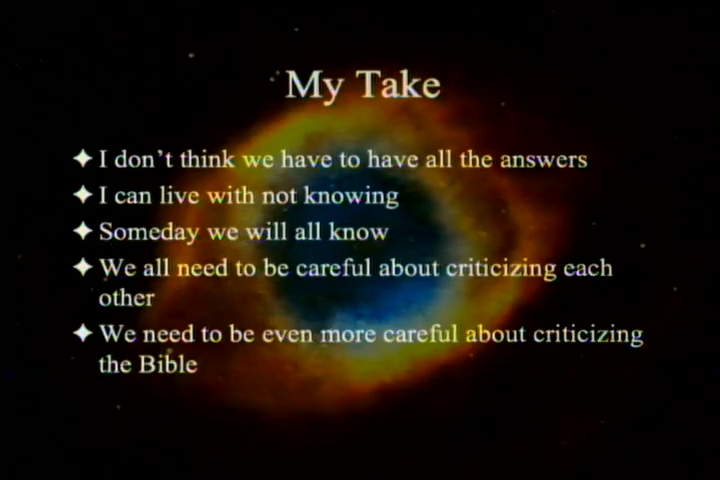 My Take
✦ I don't think we have to have all the answers
✦ I can live with not knowing
✦ Someday we will all know
✦ We all need to be careful about criticizing each
other
✦ We need to be even more careful about criticizing
the Bible